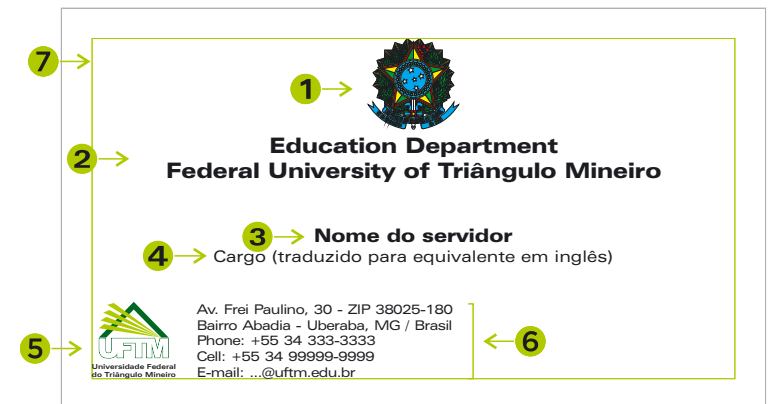 7
1
2
Education Department
Federal University of Triângulo Mineiro
3
Nome do servidor
4
Cargo (traduzido para equivalente em inglês)
5
UFTM
Universidade Federal
do Triângulo Mineiro
Av. Frei Paulino, 30 - ZIP 38025-180
Bairro Abadia - Uberaba, MG / Brasil
Phone: +55 34 333-3333
Cell: +55 34 99999-9999
E-mail: ...@uftm.edu.br
6